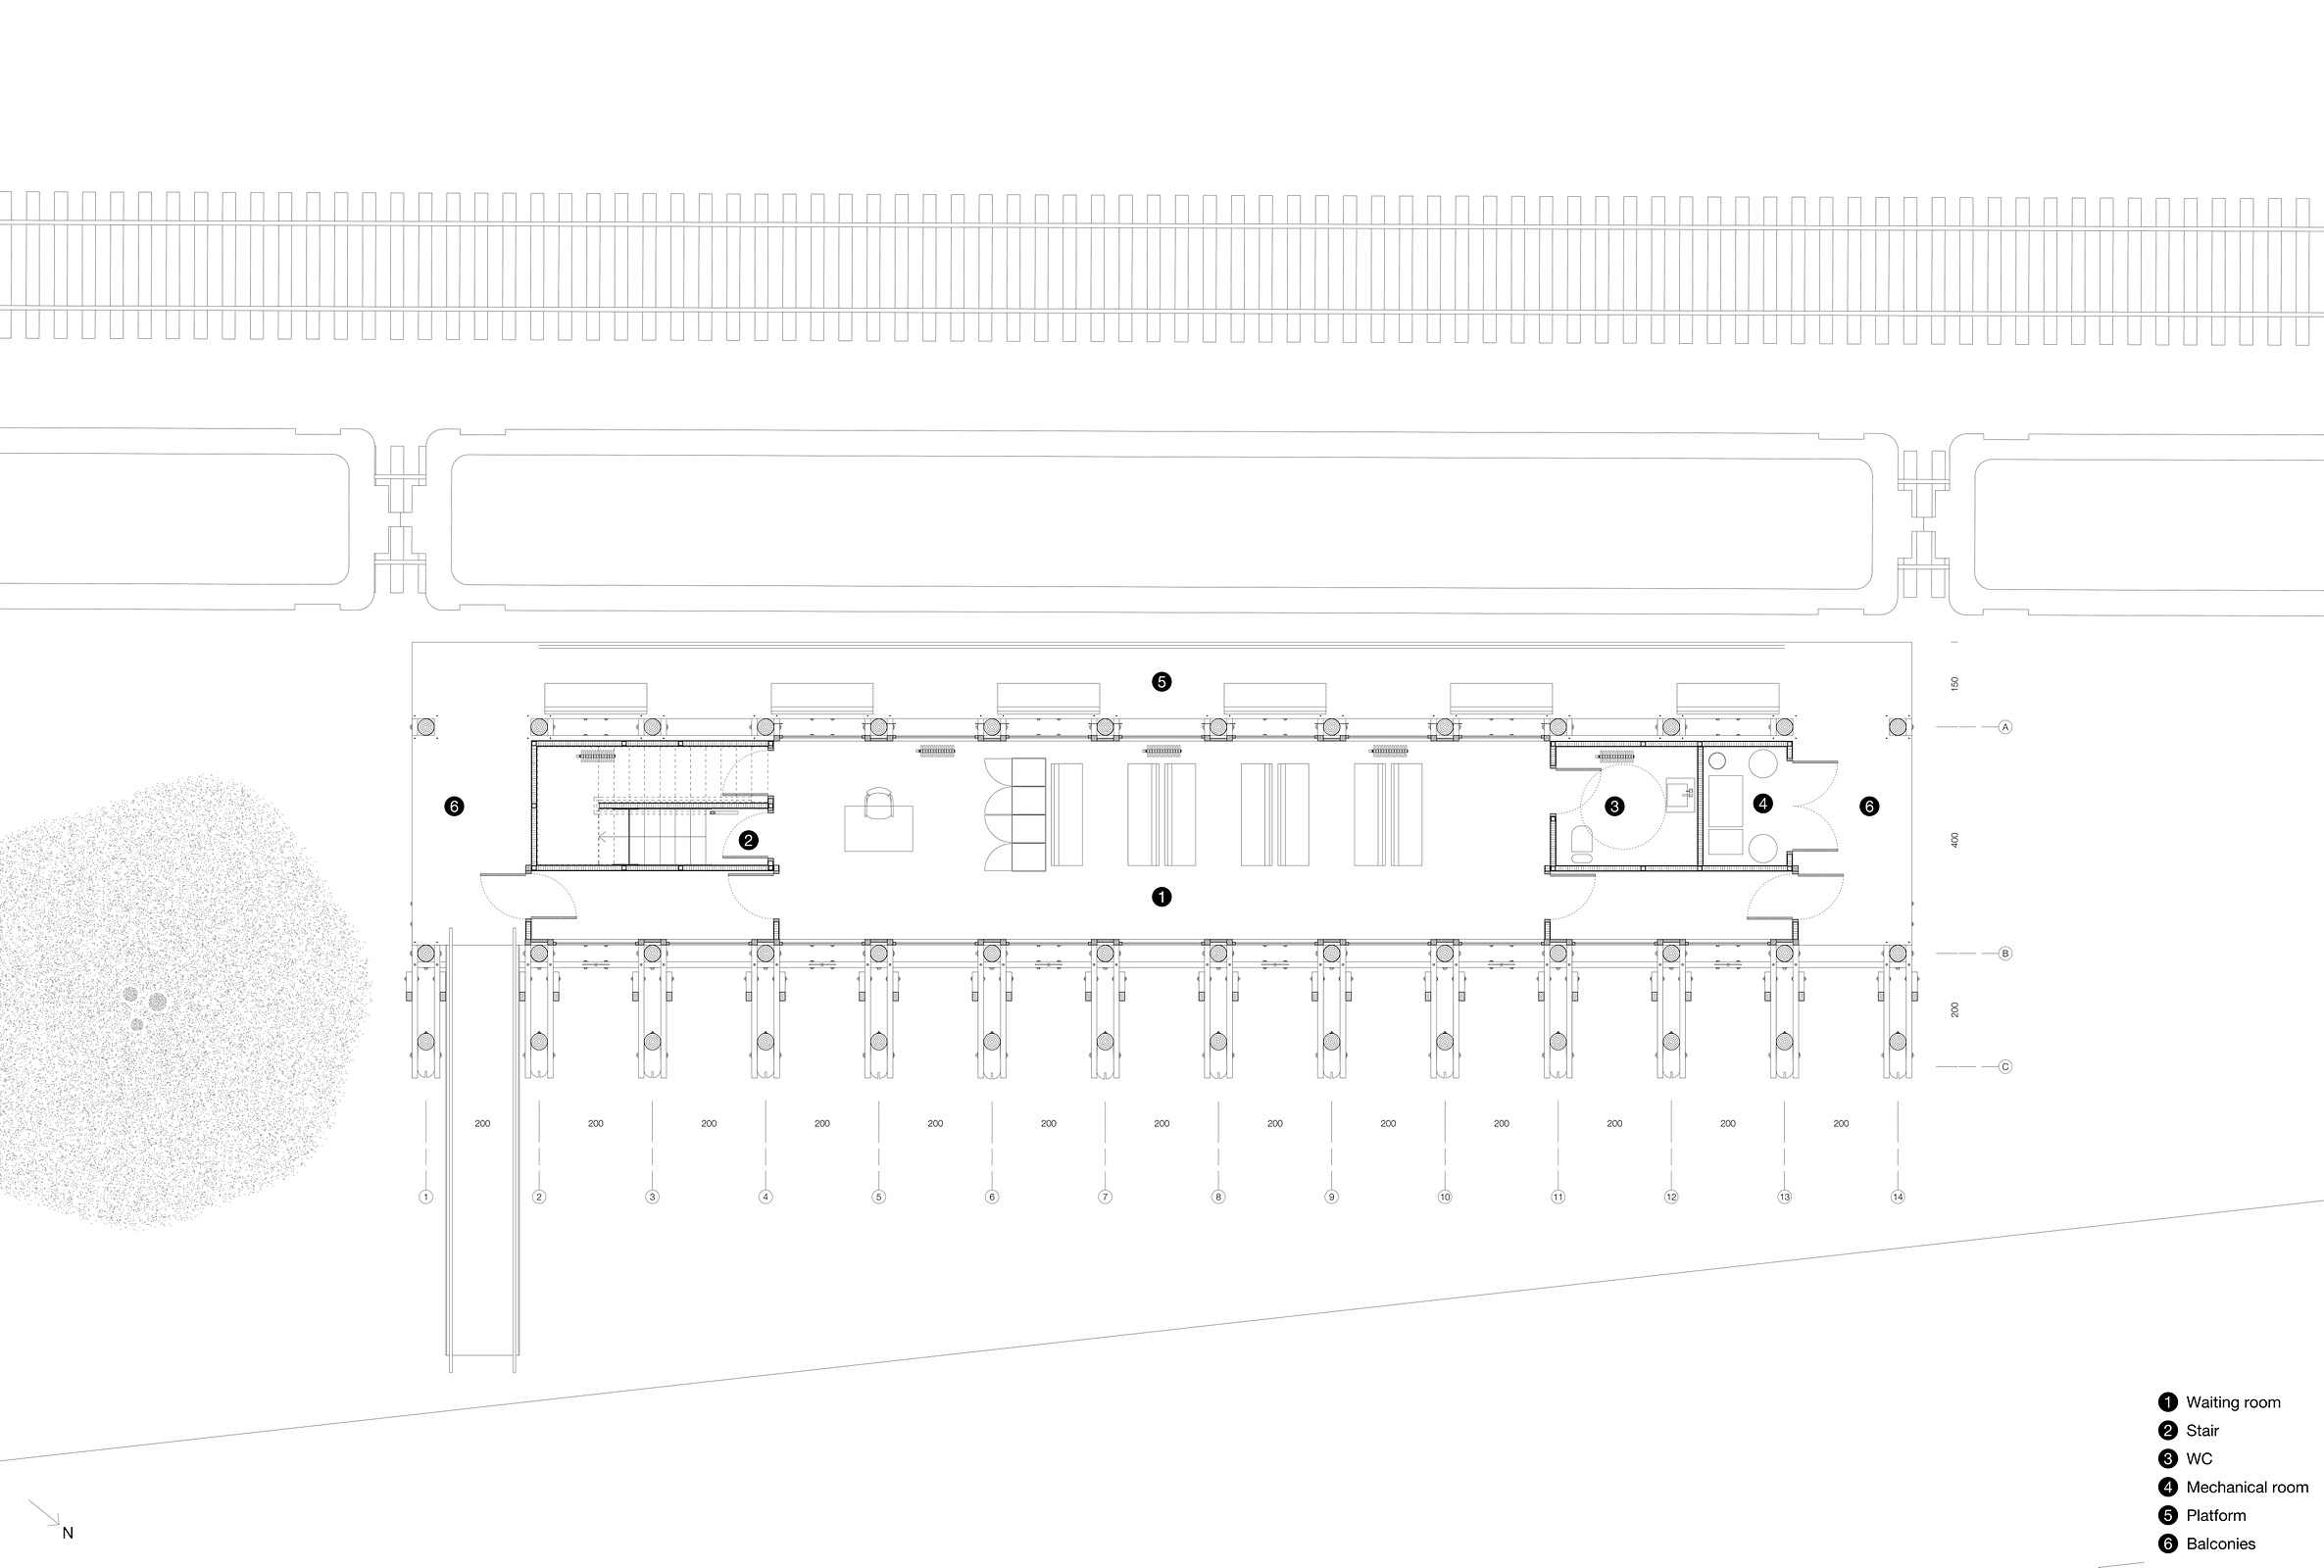 5
150
A
6
3
4
6
2
400
1
B
200
C
200 200 200 200 200 200 200 200 200 200 200 200 200
1 2 3 4 5 6 7 8 9 10 11 12 13 14
1 Waiting room
2 Stair
3 WC
4 Mechanical room
5 Platform
6 Balconies
N